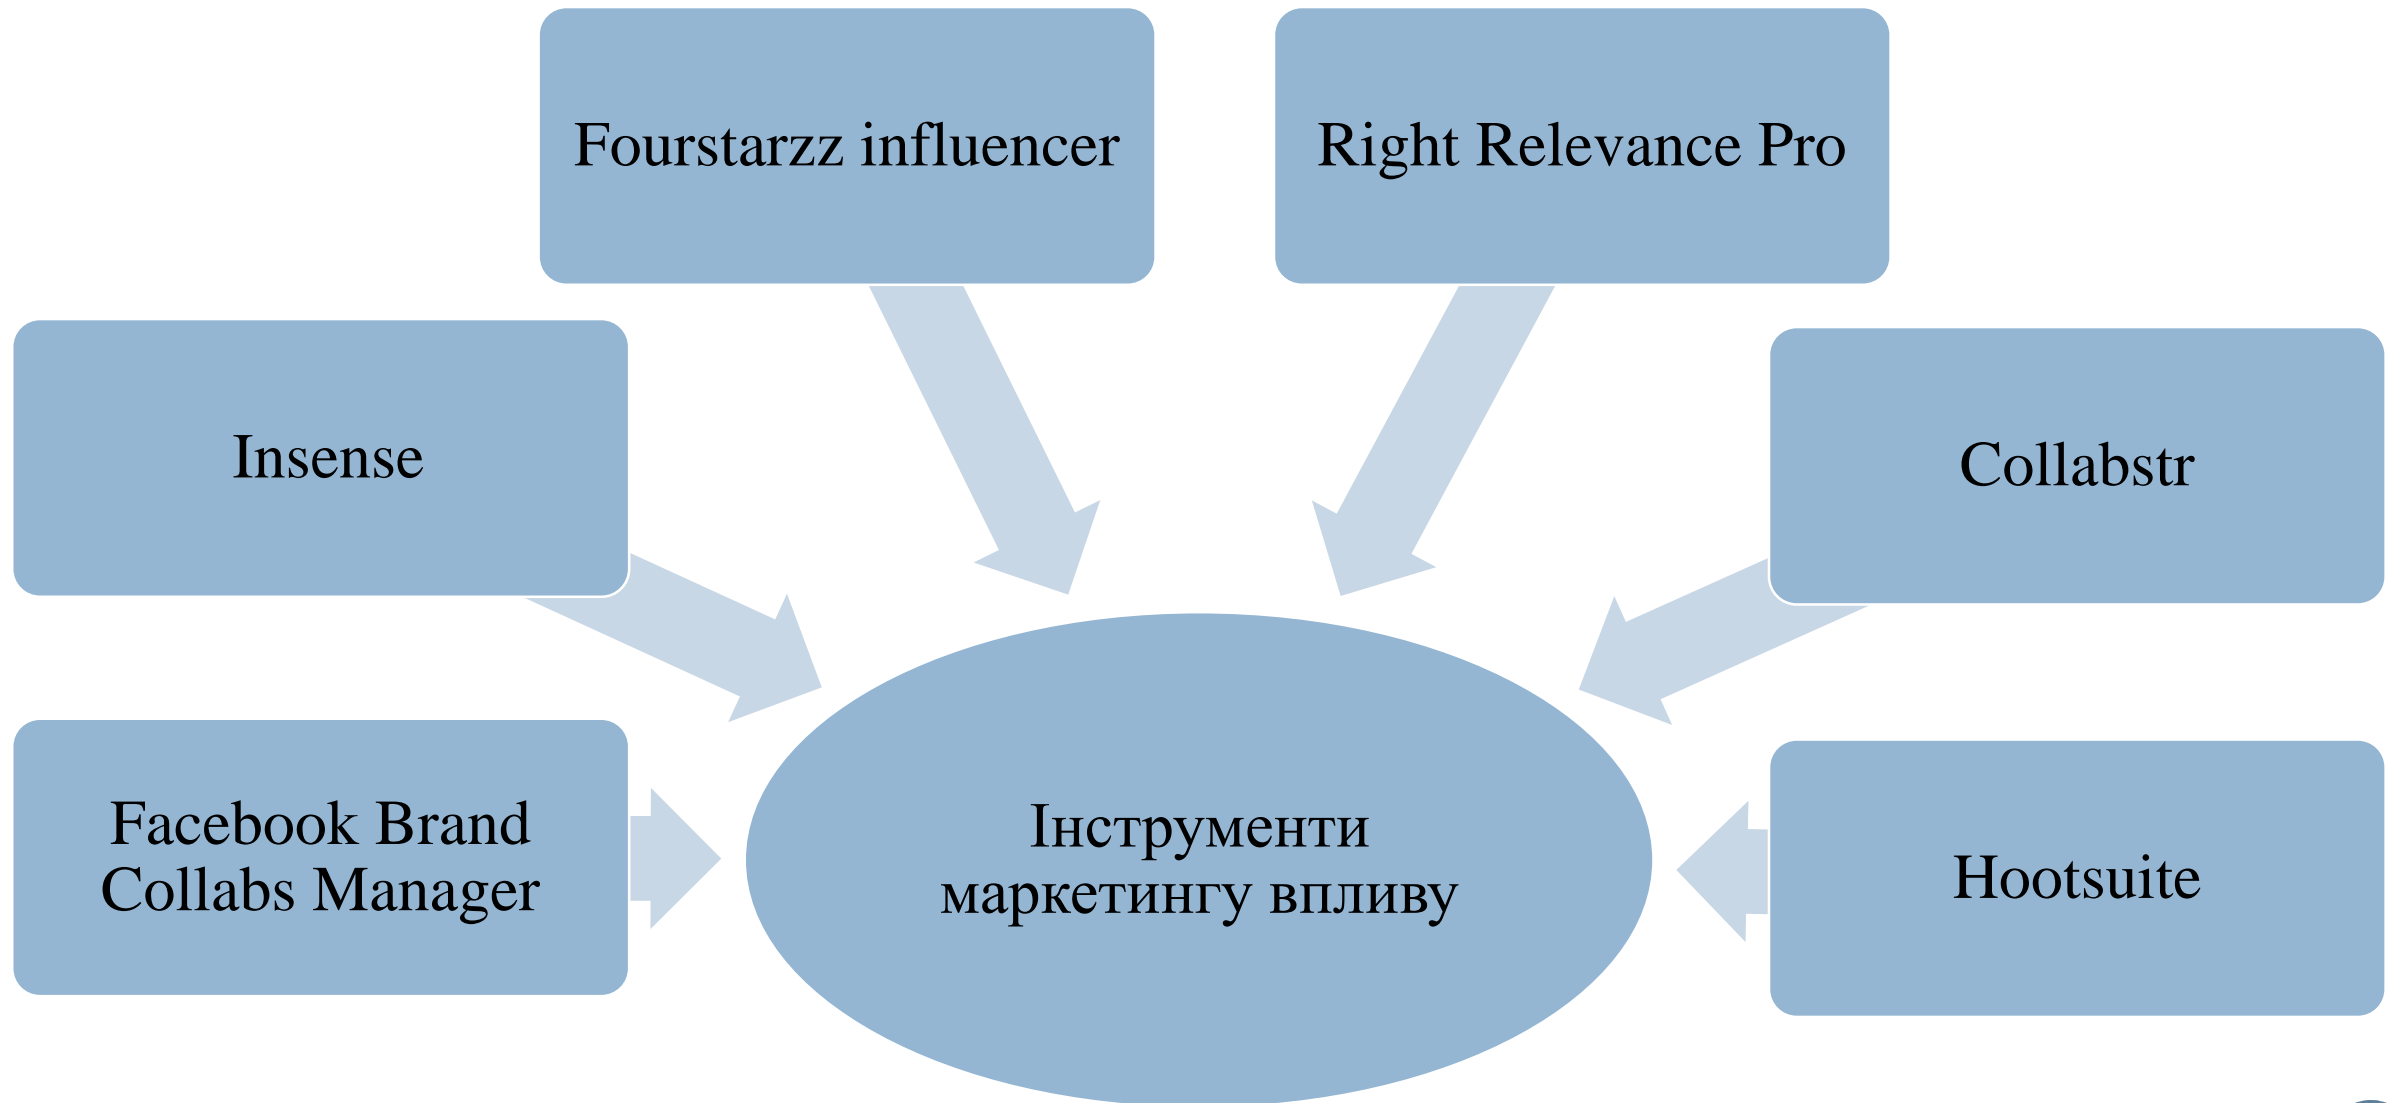 Fourstarzz influencer
Right Relevance Pro
Insense
Collabstr
Facebook Brand
Collabs Manager
Інструменти
маркетингу впливу
Hootsuite